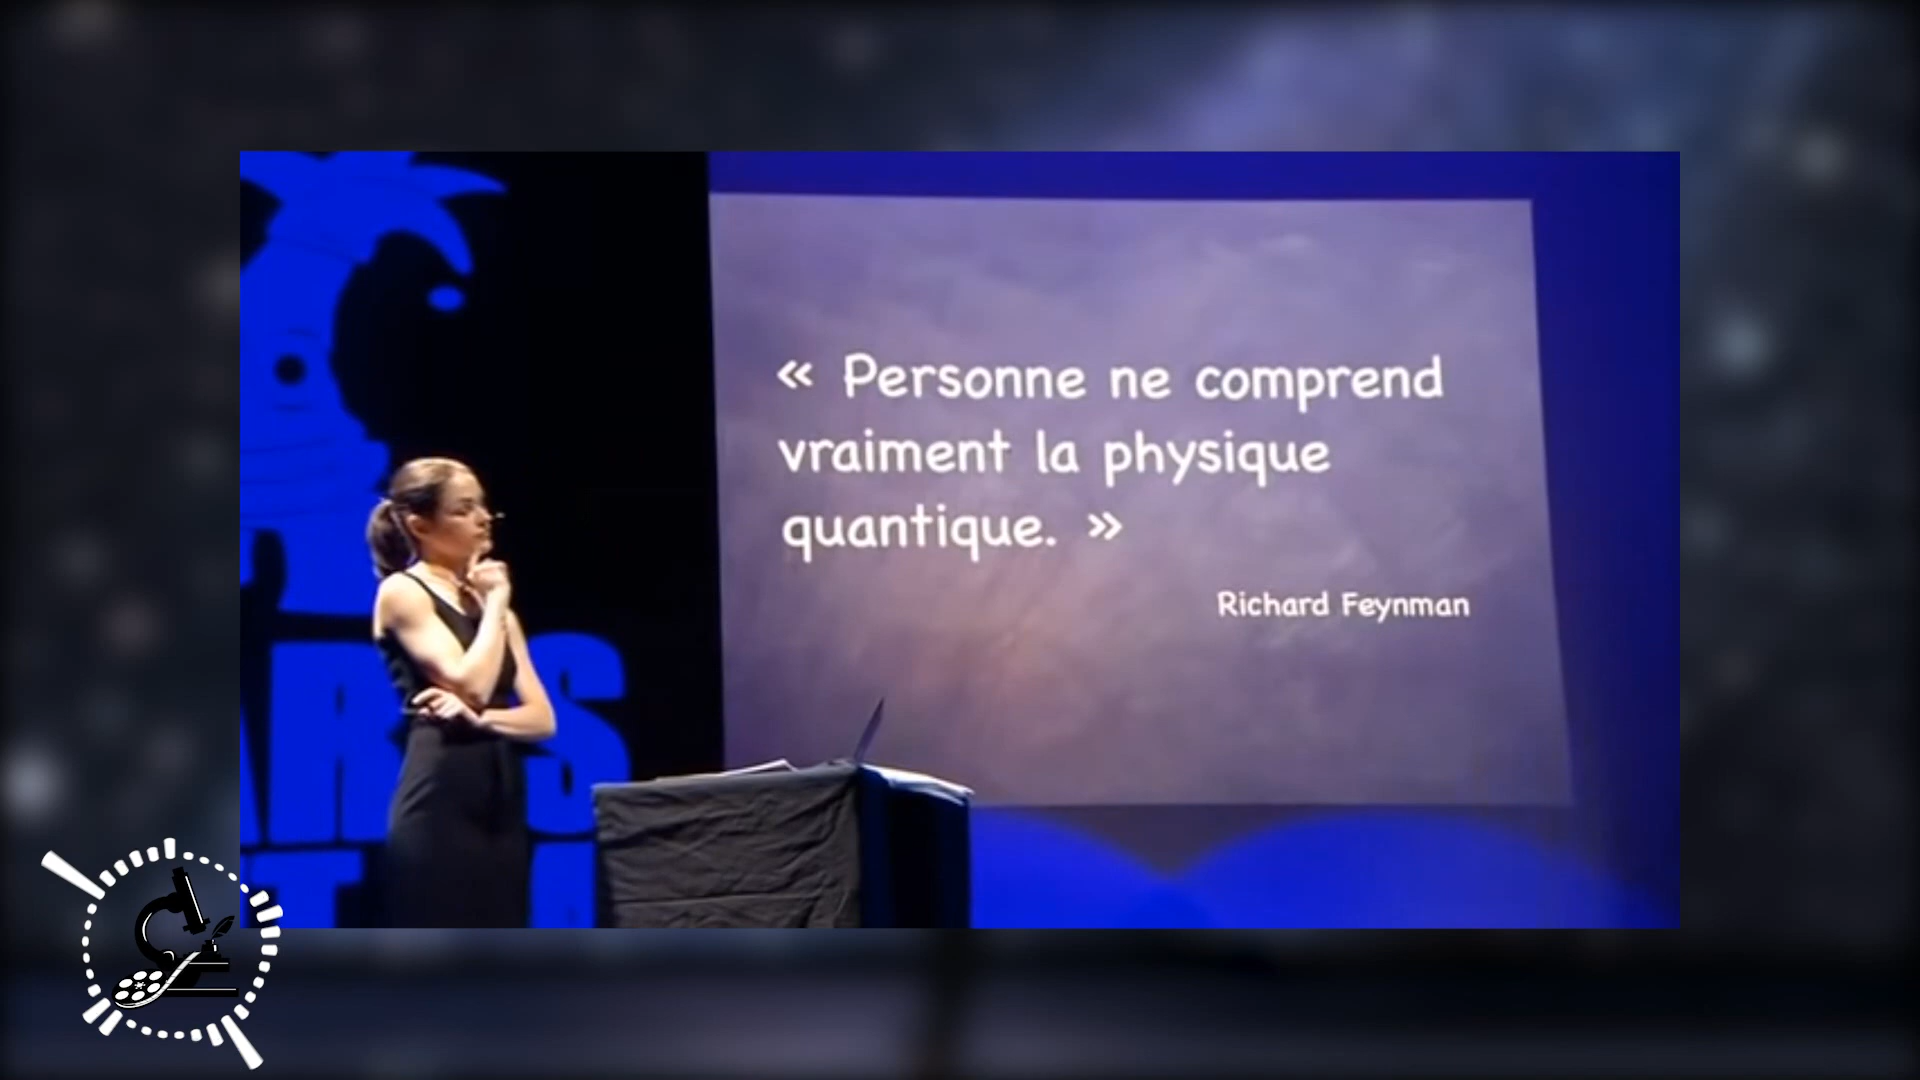 « Personne ne comprend
vraiment la physique
quantique. »
Richard Feynman